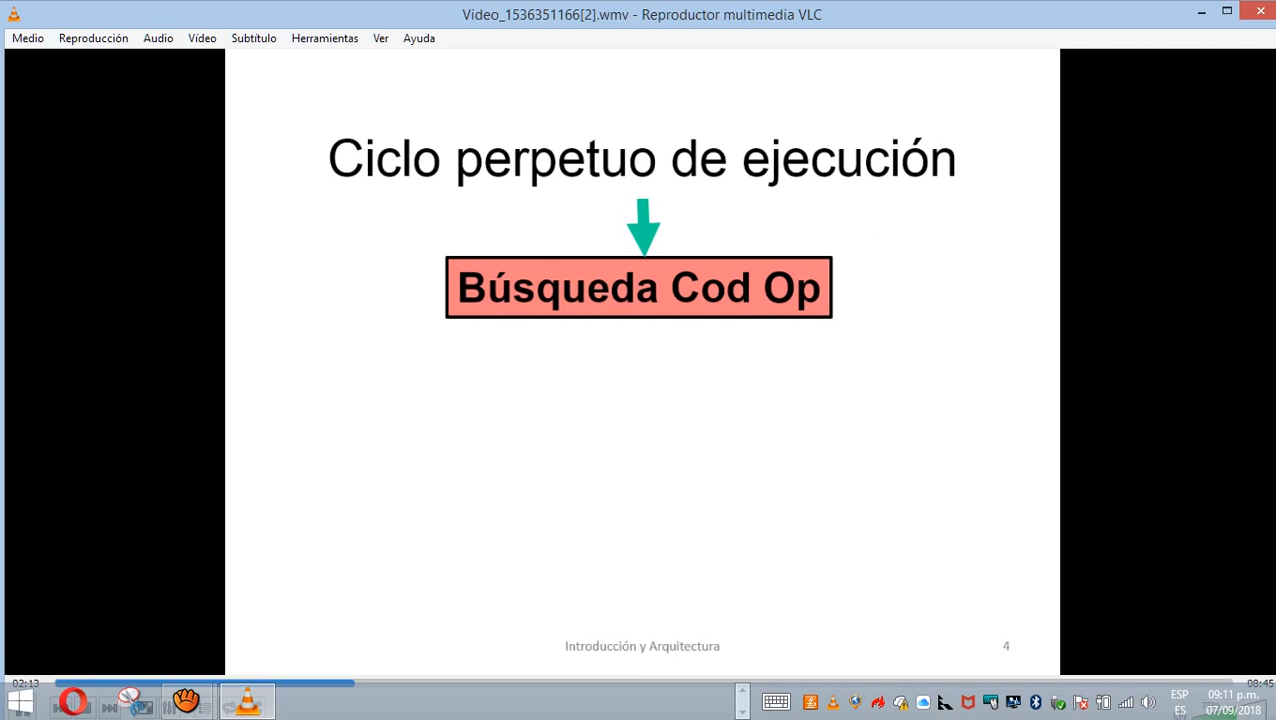 Video_1536351166[2].wmv - Reproductor multimedia VLC
Medio Reproducción Audio Vídeo Subtítulo Herramientas Ver Ayuda
Ciclo perpetuo de ejecución
Búsqueda Cod Op
Introducción y Arquitectura 4
02:13 08:45
ESP 09:11 p.m.
ES 07/09/2018